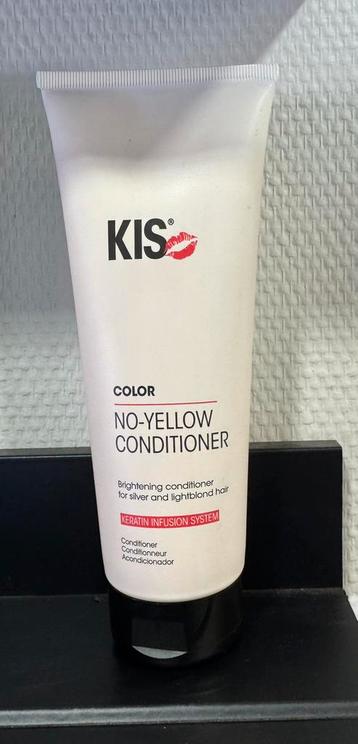 KIS®
COLOR
NO-YELLOW
CONDITIONER
Brightening conditioner
for silver and lightblond hair
KERATIN INFUSION SYSTEM
Conditioner
Conditionneur
Acondicionador